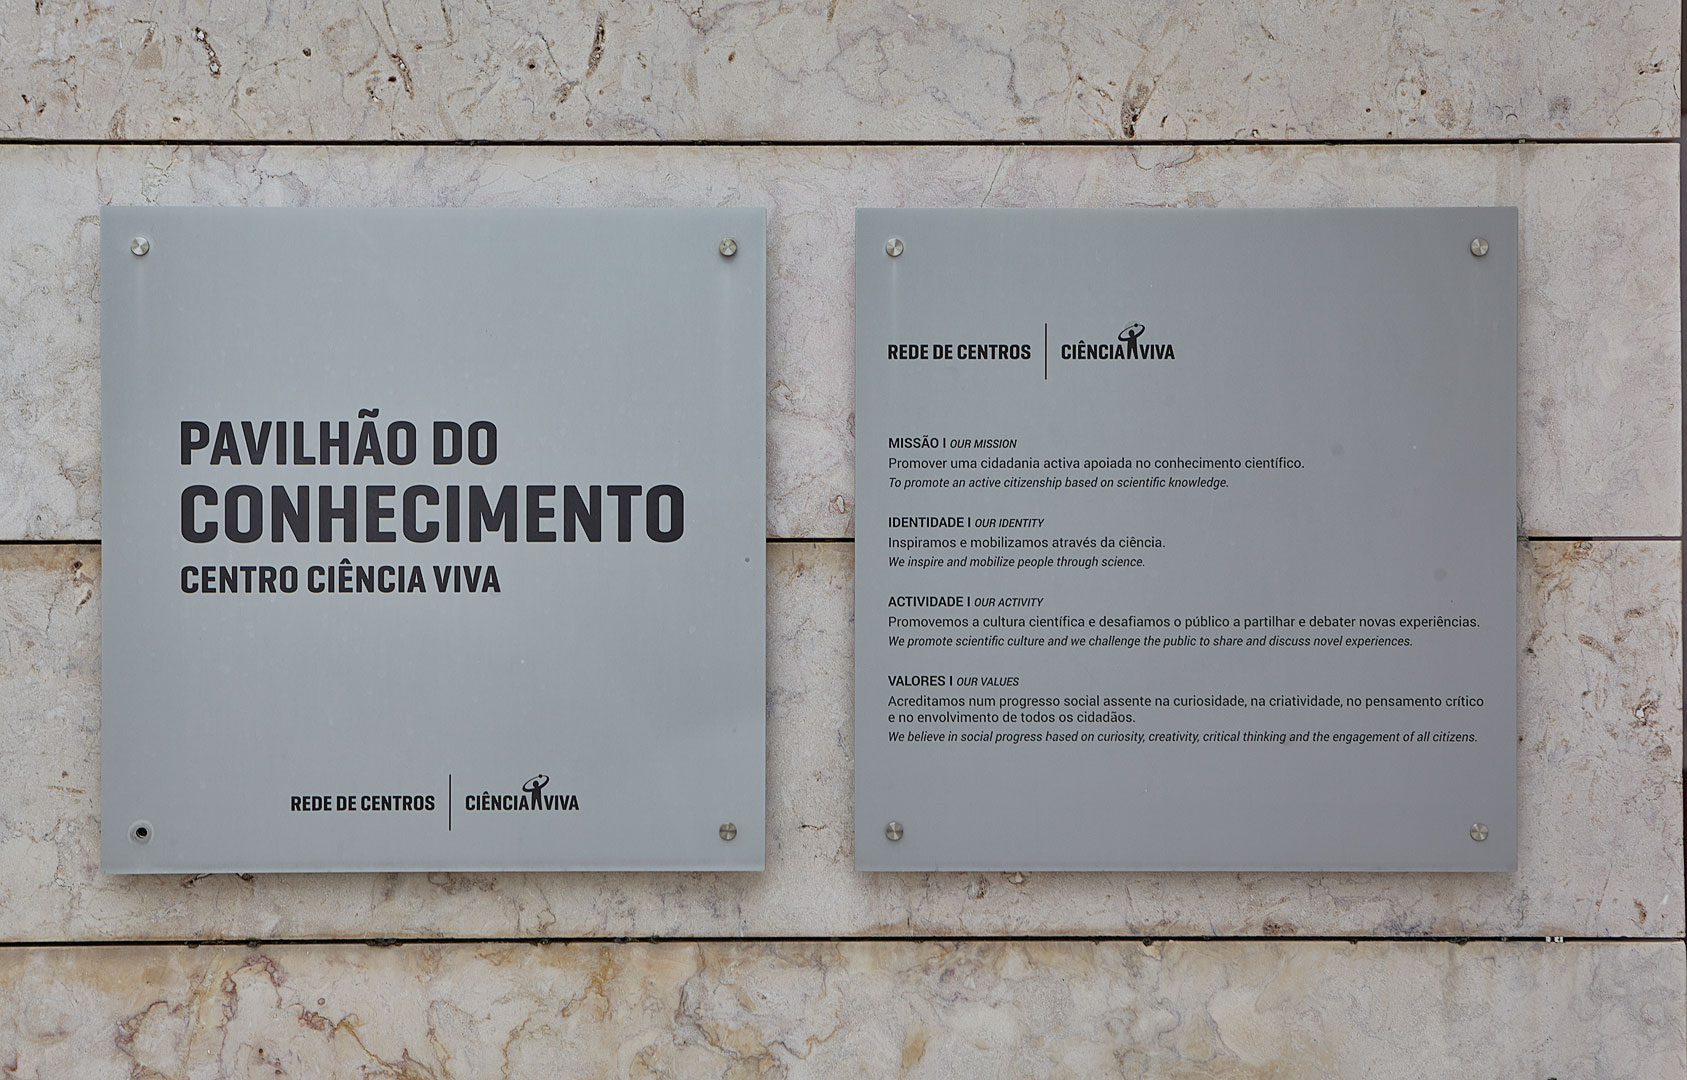 PAVILHÃO DO
CONHECIMENTO
CENTRO CIÊNCIA VIVA
REDE DE CENTROS | CIÊNCIA VIVA
REDE DE CENTROS | CIÊNCIA VIVA
MISSÃO I OUR MISSION
Promover uma cidadania activa apoiada no conhecimento científico.
To promote an active citizenship based on scientific knowledge.
IDENTIDADE I OUR IDENTITY
Inspiramos e mobilizamos através da ciência.
We inspire and mobilize people through science.
ACTIVIDADE I OUR ACTIVITY
Promovemos a cultura científica e desafiamos o público a partilhar e debater novas experiências.
We promote scientific culture and we challenge the public to share and discuss novel experiences.
VALORES I OUR VALUES
Acreditamos num progresso social assente na curiosidade, na criatividade, no pensamento crítico
e no envolvimento de todos os cidadãos.
We believe in social progress based on curiosity, creativity, critical thinking and the engagement of all citizens.